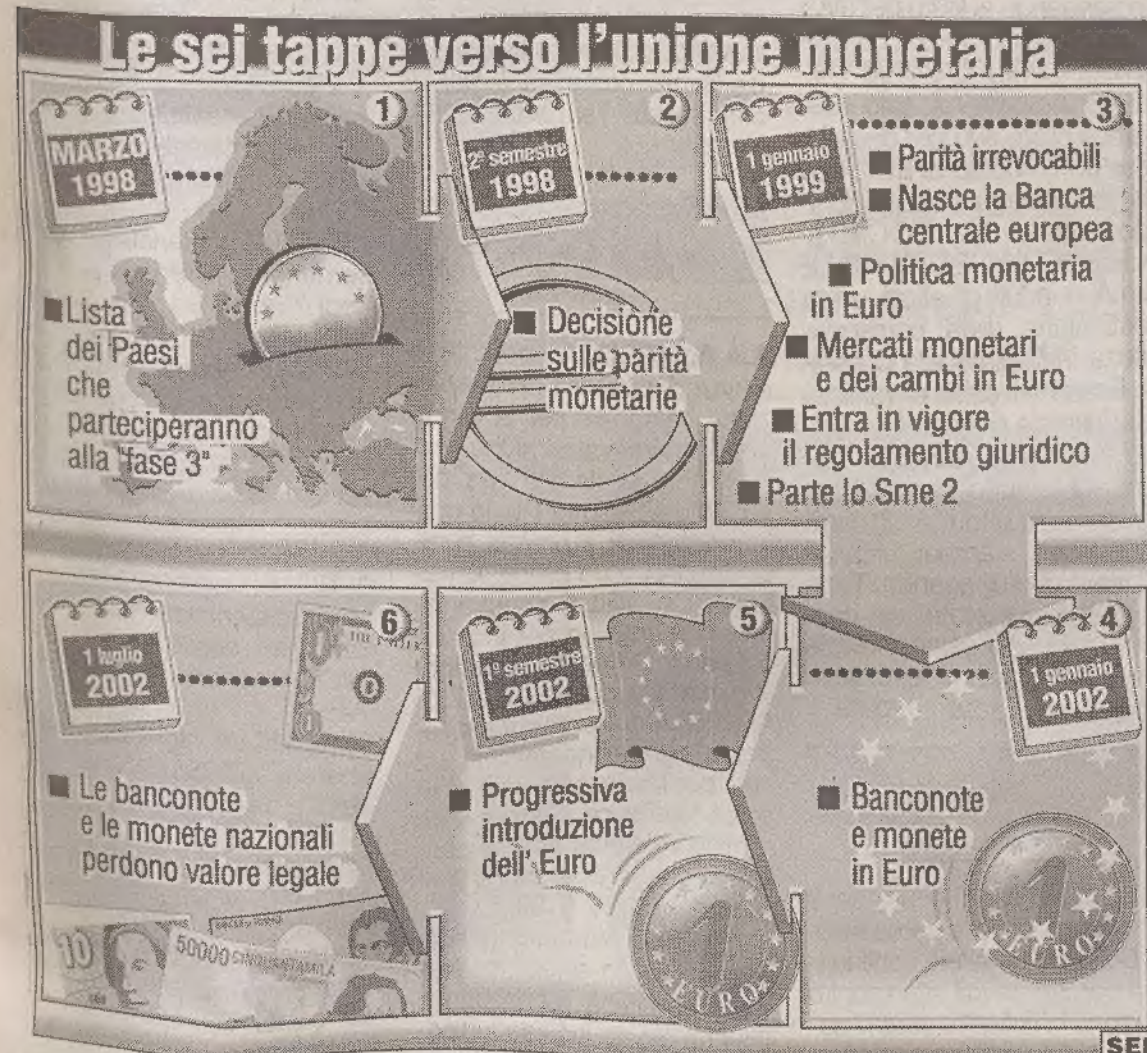 Le sei tappe verso l'unione monetaria
1
MARZO
1998
■ Lista
dei Paesi
che
parteciperanno
alla "fase 3"
2
2º semestre
1998
■ Decisione
sulle parità
monetarie
3
1 gennaio
1999
■ Parità irrevocabili
■ Nasce la Banca
centrale europea
■ Politica monetaria
in Euro
■ Mercati monetari
e dei cambi in Euro
■ Entra in vigore
il regolamento giuridico
■ Parte lo Sme 2
4
1 gennaio
2002
■ Banconote
e monete
in Euro
1
EURO
5
1º semestre
2002
■ Progressiva
introduzione
dell' Euro
1
EURO
6
1 luglio
2002
■ Le banconote
e le monete nazionali
perdono valore legale
10
50000 CINQUANTAMILA